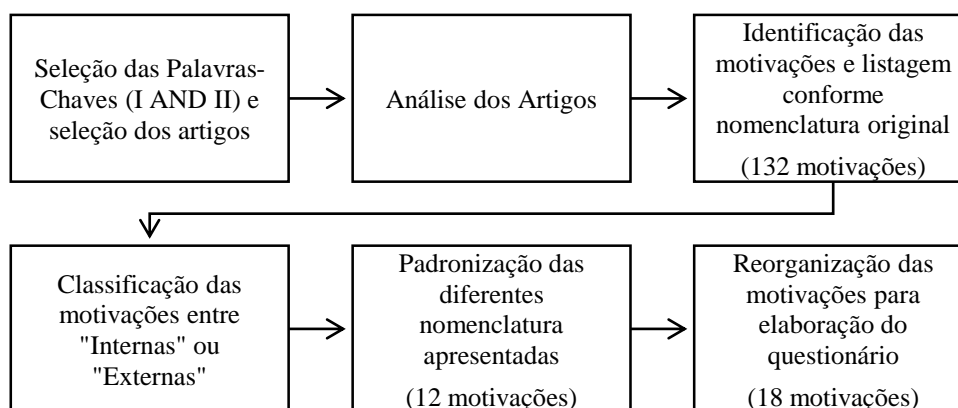 Seleção das Palavras-
Chaves (I AND II) e
seleção dos artigos
Análise dos Artigos
Identificação das
motivações e listagem
conforme
nomenclatura original
(132 motivações)
Classificação das
motivações entre
"Internas" ou
"Externas"
Padronização das
diferentes
nomenclatura
apresentadas
(12 motivações)
Reorganização das
motivações para
elaboração do
questionário
(18 motivações)